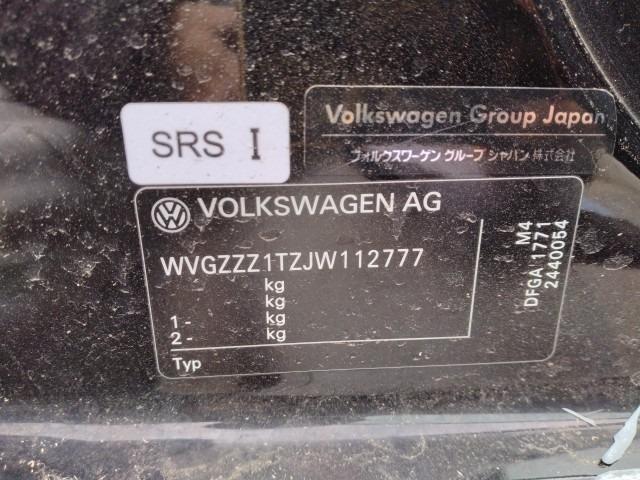 SRS I
Volkswagen Group Japan
フォルクスワーゲン グループ ジャパン 株式会社
VOLKSWAGEN AG
WVGZZZ1TZJW112777
kg
kg
1- kg
2- kg
Typ
M4
DFGA 1771
2440054